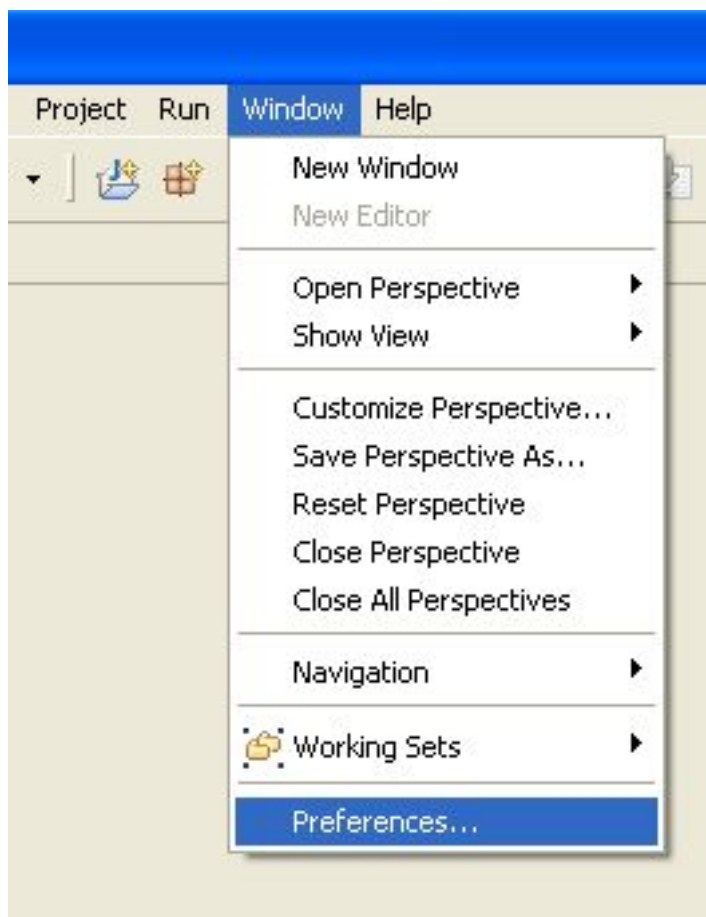 Project Run Window Help
New Window
New Editor
Open Perspective
Show View
Customize Perspective...
Save Perspective As...
Reset Perspective
Close Perspective
Close All Perspectives
Navigation
Working Sets
Preferences...